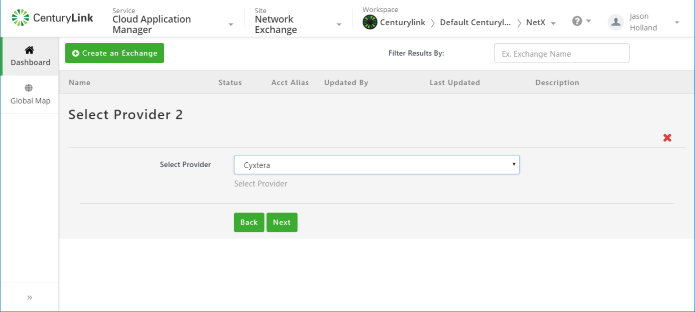 CenturyLink
Service
Cloud Application
Manager
Site
Network
Exchange
Workspace
Centurylink > Default Centuryl... > NetX
?
Jason
Holland
Dashboard
Global Map
»
Create an Exchange
Filter Results By:
Ex. Exchange Name
Name Status Acct Alias Updated By Last Updated Description
Select Provider 2
Select Provider
Cyxtera
Select Provider
Back Next